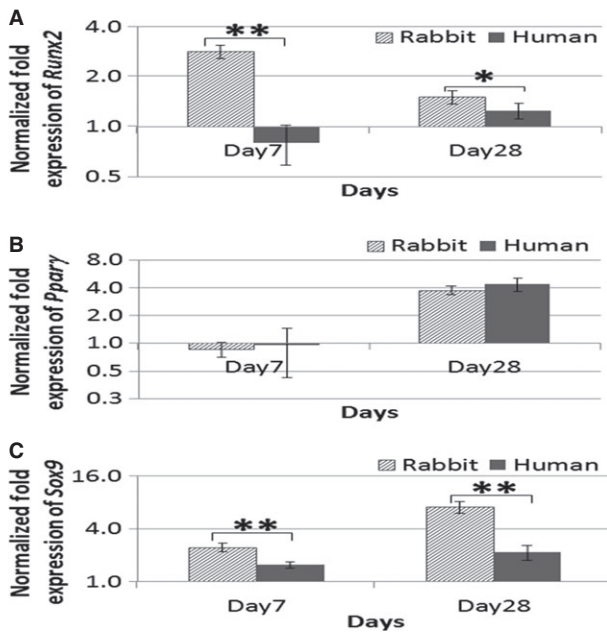 A
Normalized fold
expression of Runx2
4.0
2.0
1.0
0.5
** 
*
Rabbit Human
Day7 Day28
Days
B
Normalized fold
expression of Pparγ
8.0
4.0
2.0
1.0
0.5
0.3
Rabbit Human
Day7 Day28
Days
C
Normalized fold
expression of Sox9
16.0
4.0
1.0
**
**
Rabbit Human
Day7 Day28
Days